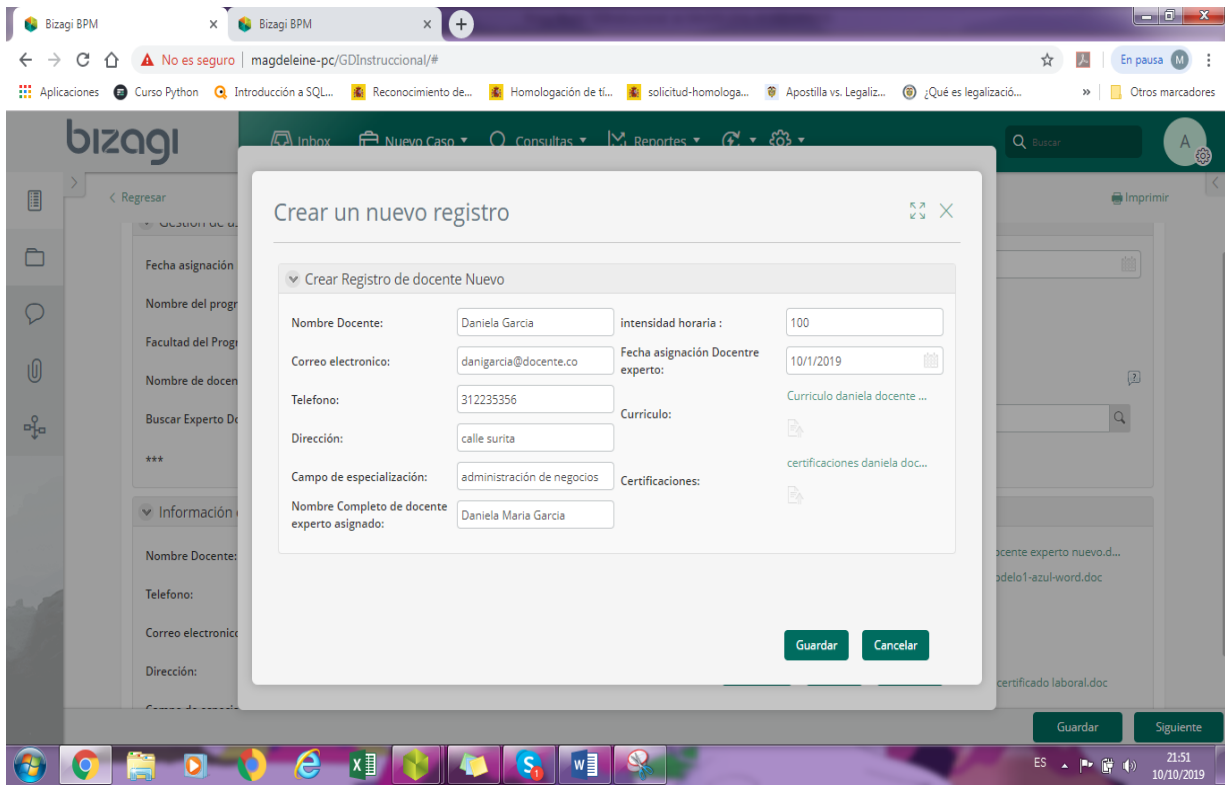 Bizagi BPM
Bizagi BPM
No es seguro | magdeleine-pc/GDInstruccional/#
En pausa M
Aplicaciones Curso Python Introducción a SQL... Reconocimiento de... Homologación de tí... solicitud-homologa... Apostilla vs. Legaliz... ¿Qué es legalizació... » Otros marcadores
bizagi Inbox Nuevo Caso Consultas Reportes Buscar A
< Regresar
Imprimir
Crear un nuevo registro
Fecha asignación
Nombre del progr
Facultad del Progr
Nombre de docen
Buscar Experto Do
***
Crear Registro de docente Nuevo
Nombre Docente: Daniela Garcia intensidad horaria : 100
Correo electronico: danigarcia@docente.co Fecha asignación Docentre experto: 10/1/2019
Telefono: 312235356 Curriculo: Curriculo daniela docente ...
Dirección: calle surita
Campo de especialización: administración de negocios Certificaciones: certificaciones daniela doc...
Nombre Completo de docente
experto asignado: Daniela Maria Garcia
Información
Nombre Docente:
ocente experto nuevo.d...
odelo1-azul-word.doc
Telefono:
Correo electronico
Dirección:
certificado laboral.doc
Guardar Cancelar
Guardar Siguiente
ES 21:51
10/10/2019